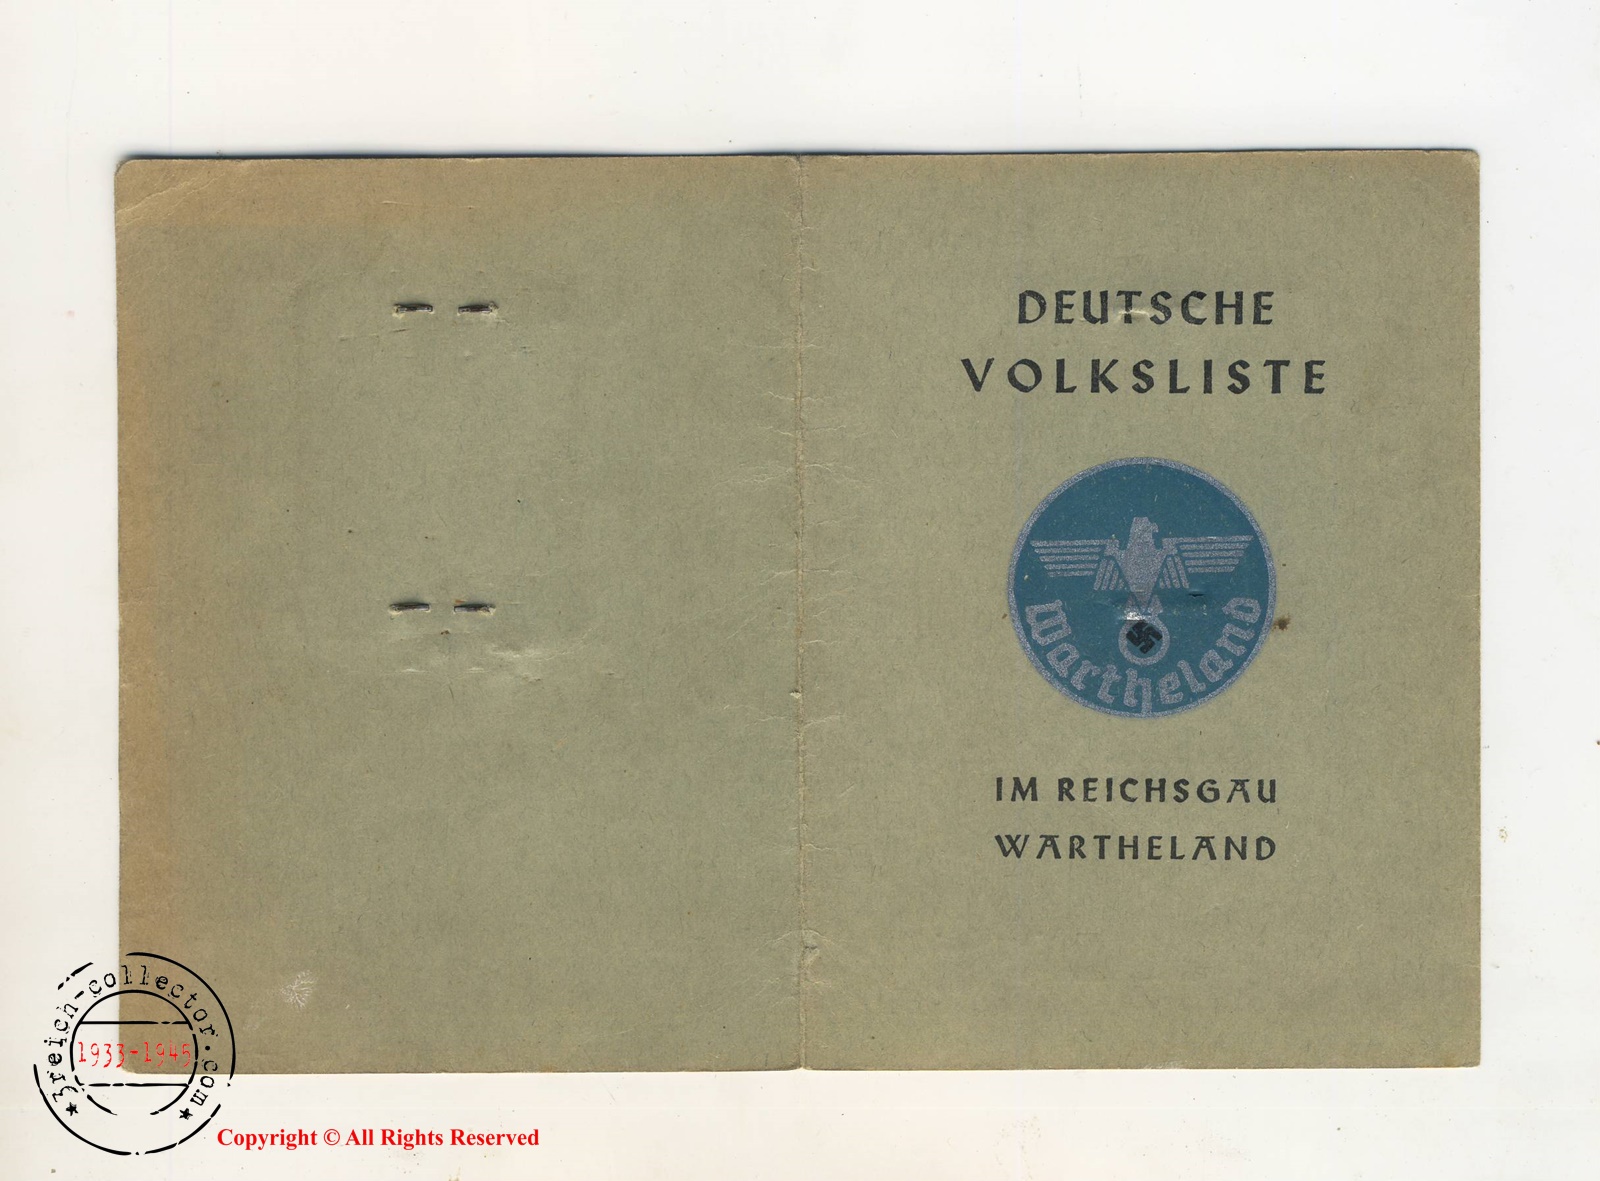 DEUTSCHE
VOLKSLISTE
Wartheland
IM REICHSGAU
WARTHELAND
3reich-collector.com
1933-1945
Copyright © All Rights Reserved